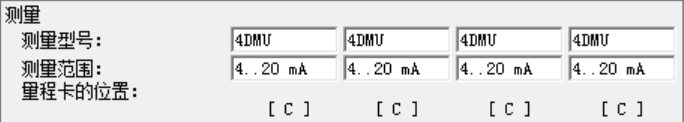 测量
测量型号: 4DMU 4DMU 4DMU 4DMU
测量范围: 4..20 mA 4..20 mA 4..20 mA 4..20 mA
量程卡的位置:
[ C ] [ C ] [ C ] [ C ]